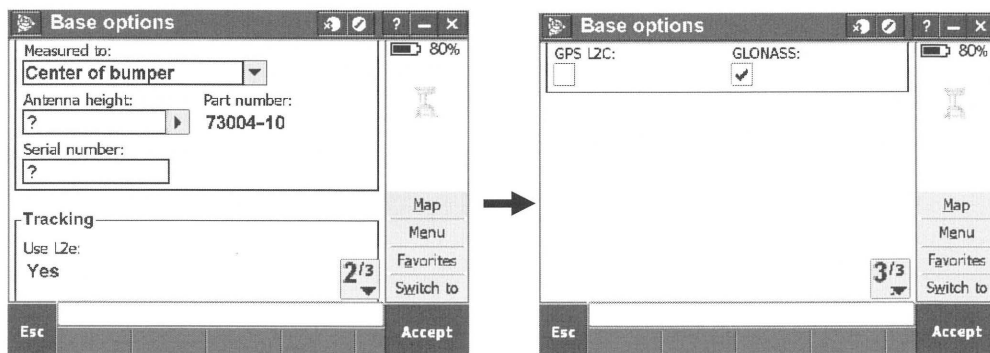 Base options
? – ×
Measured to:
80%
Center of bumper
Antenna height:
Part number:
?
73004-10
Serial number:
?
Map
Tracking
Menu
Use L2e:
Yes
Favorites
2/3
Switch to
Esc
Accept
Base options
? – ×
GPS L2C:
GLONASS:
80%
Map
Menu
Favorites
3/3
Switch to
Esc
Accept